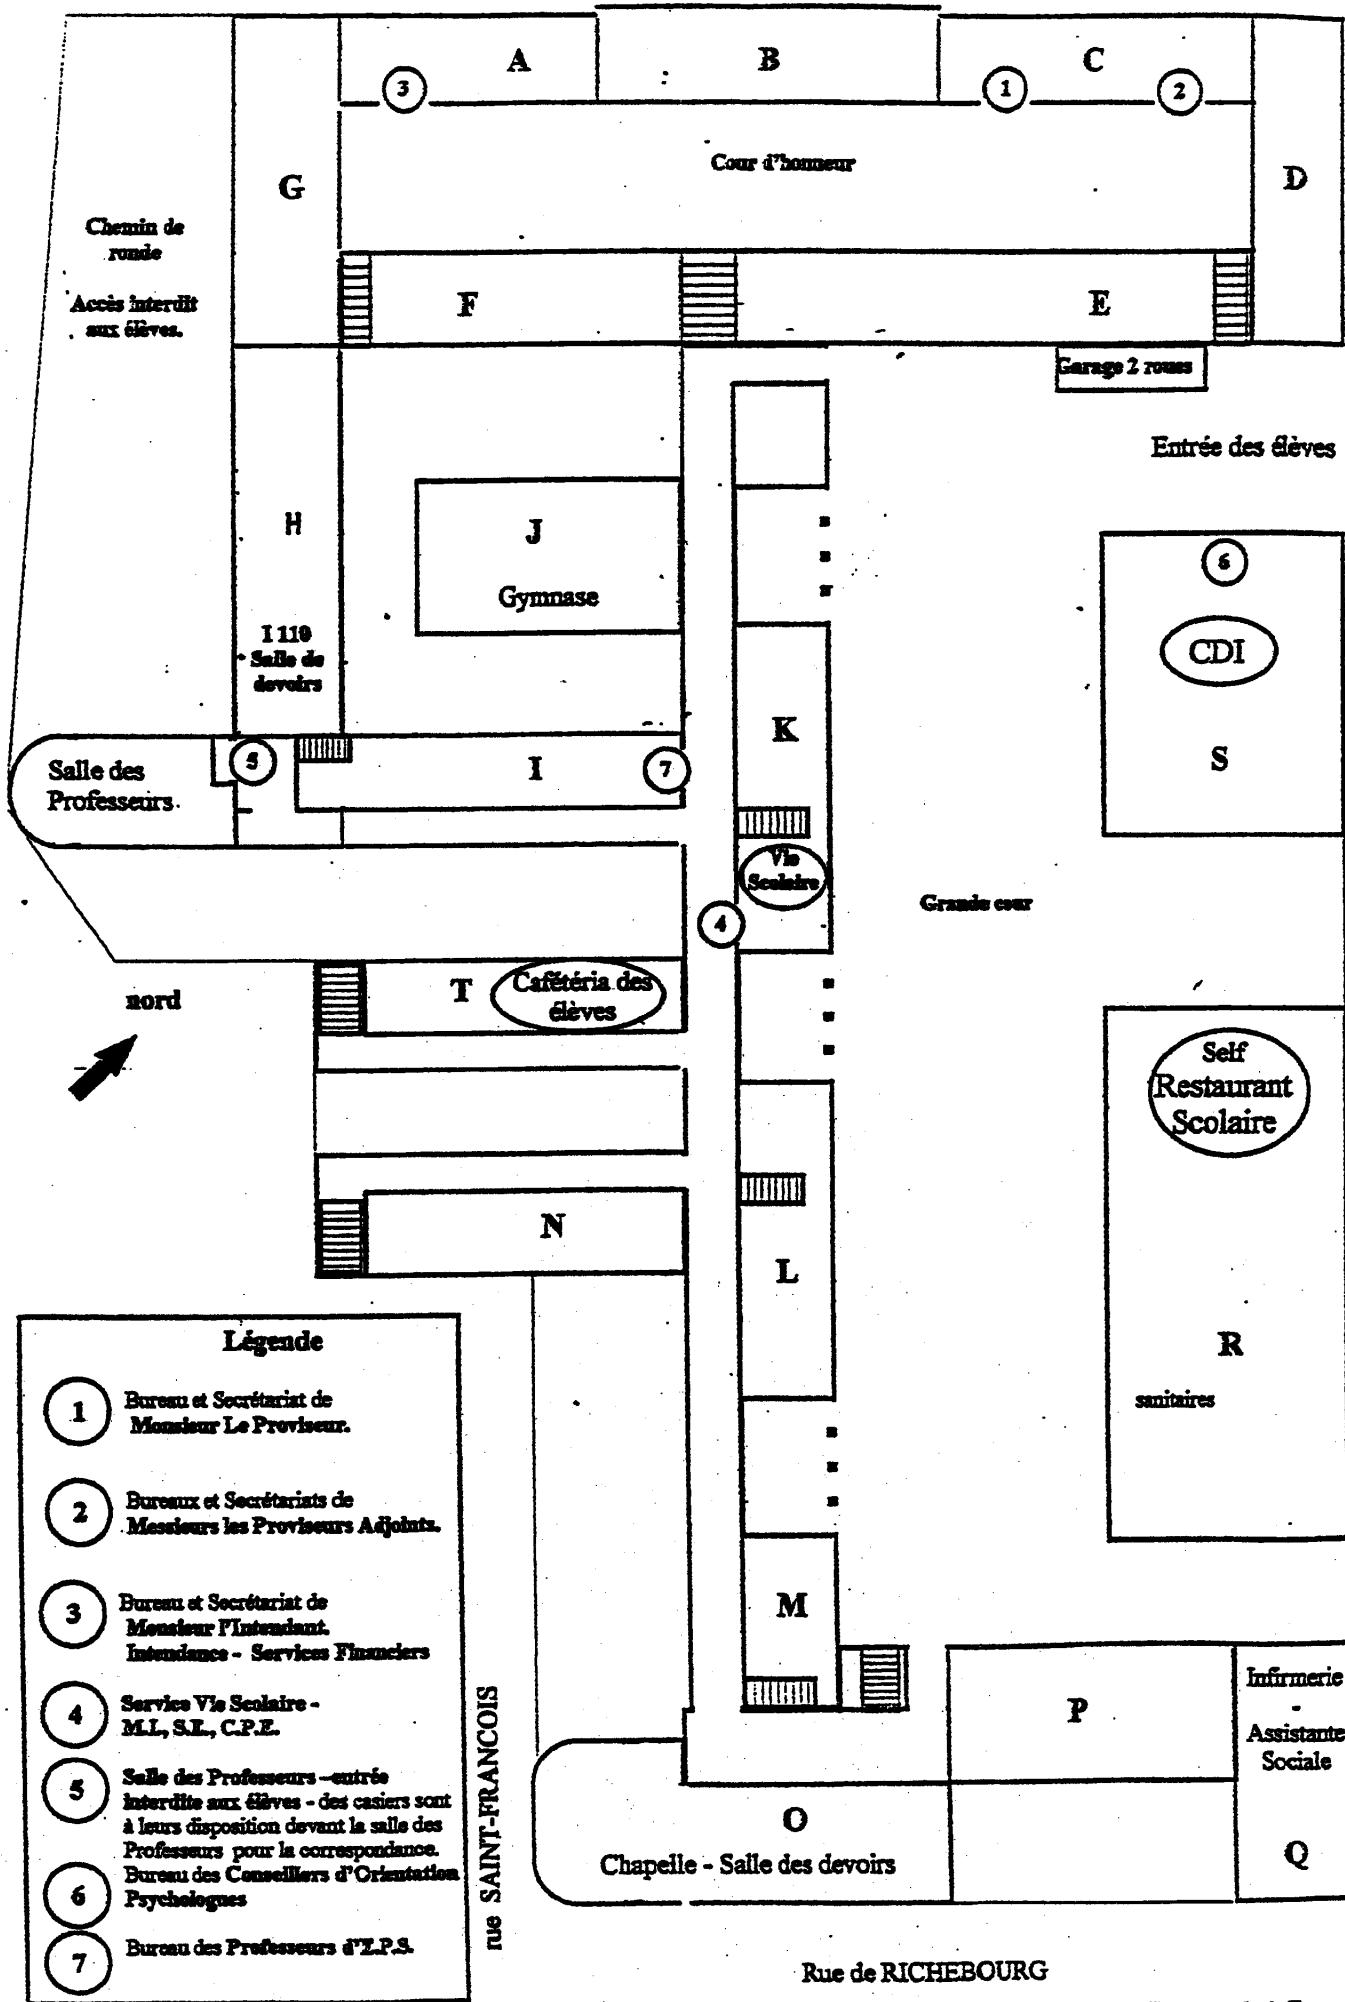 A
B
C
3
1
2
Cour d'honneur
G
D
Chemin de
ronde
Accès interdit
aux élèves.
F
E
Garage 2 roues
Entrée des élèves
H
J
Gymnase
6
CDI
S
I 110
Salle de
devoirs
K
Salle des
Professeurs.
5
I
7
Vie
Scolaire
4
Grande cour
nord
T
Cafétéria des
élèves
Self
Restaurant
Scolaire
N
L
R
sanitaires
M
P
Infirmerie
-
Assistante
Sociale
O
Chapelle - Salle des devoirs
Q
rue SAINT-FRANCOIS
Rue de RICHEBOURG
Légende
1
Bureau et Secrétariat de
Monsieur Le Proviseur.
2
Bureaux et Secrétariats de
Messieurs les Proviseurs Adjoints.
3
Bureau et Secrétariat de
Monsieur l'Intendant.
Intendance - Services Financiers
4
Service Vie Scolaire -
M.I., S.E., C.P.E.
5
Salle des Professeurs -entrée
interdite aux élèves - des casiers sont
à leurs disposition devant la salle des
Professeurs pour la correspondance.
6
Bureau des Conseillers d'Orientation
Psychologues
7
Bureau des Professeurs d'E.P.S.